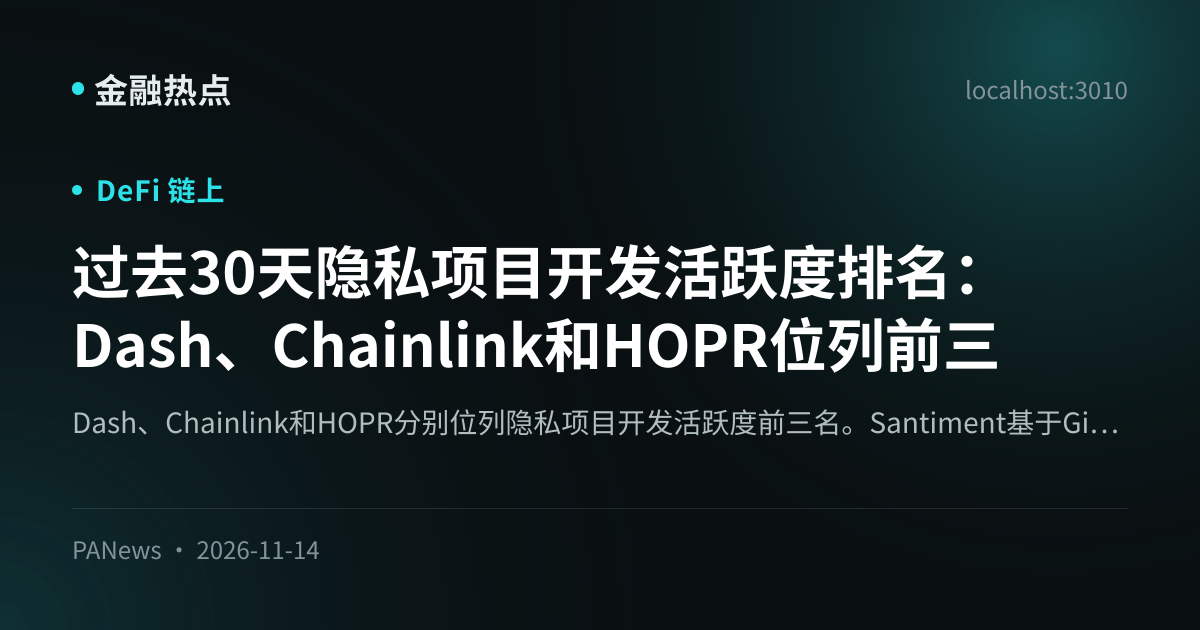 金融热点
localhost:3010
DeFi 链上
过去30天隐私项目开发活跃度排名：
Dash、Chainlink和HOPR位列前三
Dash、Chainlink和HOPR分别位列隐私项目开发活跃度前三名。Santiment基于Gi…
PANews • 2026-11-14